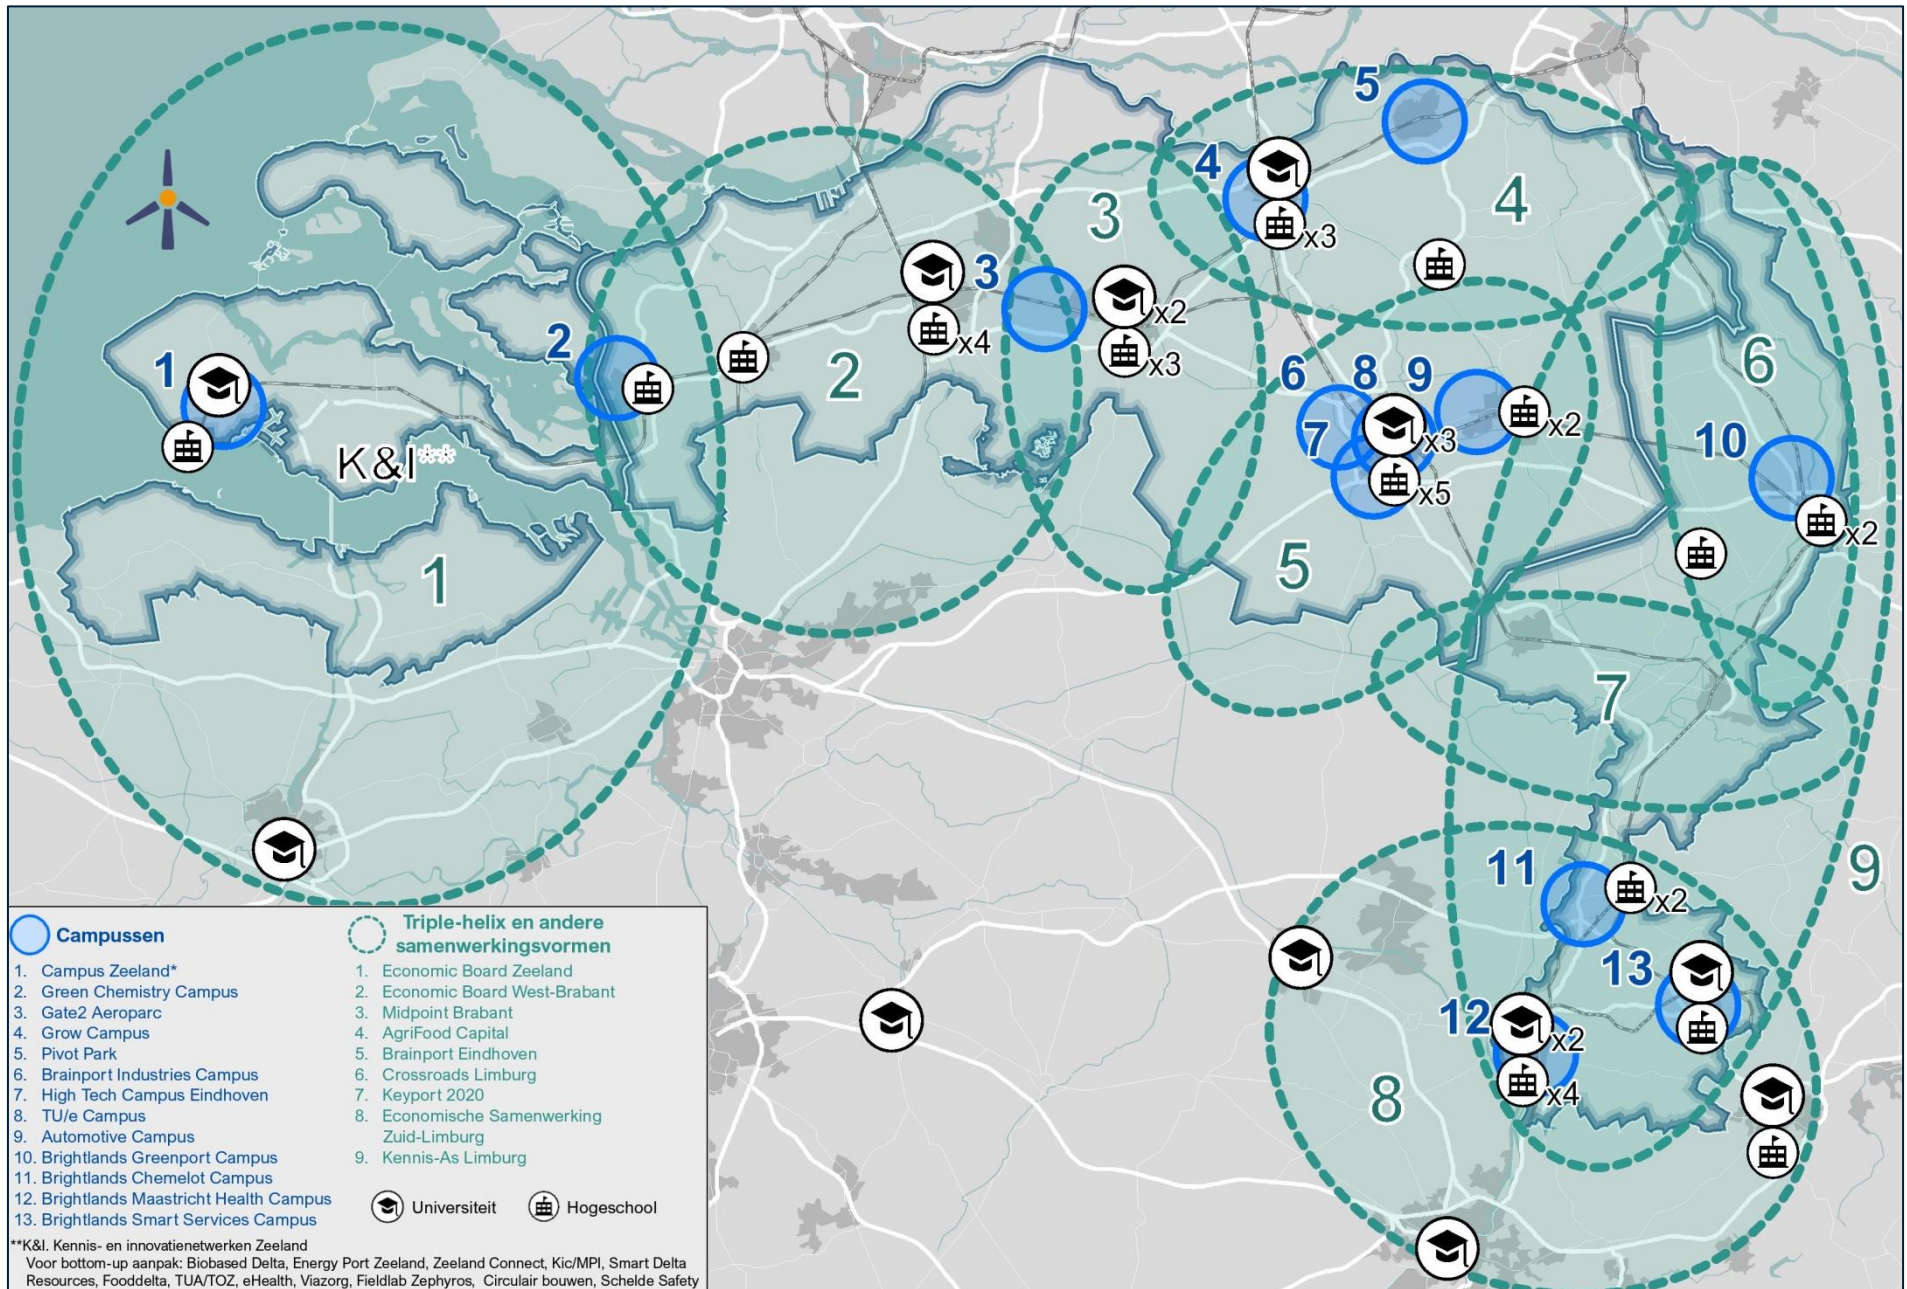 5
4
3
4
x3
3
x2
6
2
x4
2
x3
6
8
9
1
7
x3
x2
10
K&I**
x5
x2
1
5
7
11
9
x2
13
12
x2
x4
8
Campussen
1. Campus Zeeland*
2. Green Chemistry Campus
3. Gate2 Aeroparc
4. Grow Campus
5. Pivot Park
6. Brainport Industries Campus
7. High Tech Campus Eindhoven
8. TU/e Campus
9. Automotive Campus
10. Brightlands Greenport Campus
11. Brightlands Chemelot Campus
12. Brightlands Maastricht Health Campus
13. Brightlands Smart Services Campus
Triple-helix en andere
samenwerkingsvormen
1. Economic Board Zeeland
2. Economic Board West-Brabant
3. Midpoint Brabant
4. AgriFood Capital
5. Brainport Eindhoven
6. Crossroads Limburg
7. Keyport 2020
8. Economische Samenwerking
Zuid-Limburg
9. Kennis-As Limburg
Universiteit
Hogeschool
**K&I. Kennis- en innovatienetwerken Zeeland
Voor bottom-up aanpak: Biobased Delta, Energy Port Zeeland, Zeeland Connect, Kic/MPI, Smart Delta
Resources, Fooddelta, TUA/TOZ, eHealth, Viazorg, Fieldlab Zephyros, Circulair bouwen, Schelde Safety